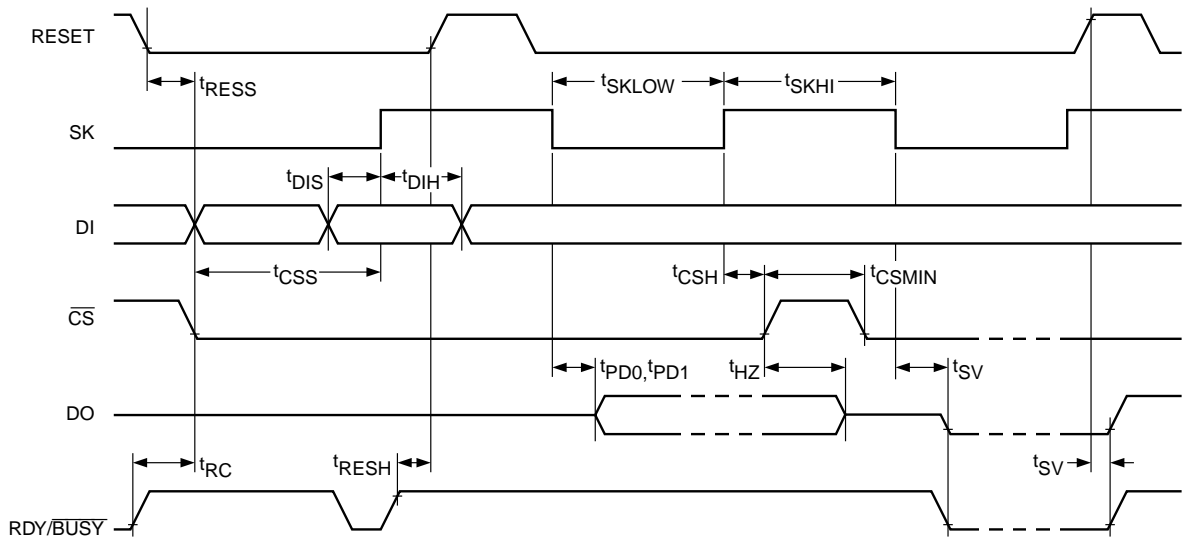 RESET
tRESS
tSKLOW
tSKHI
SK
tDIS
tDIH
DI
tCSS
tCSH
tCSMIN
CS
tPD0,tPD1
tHZ
tSV
DO
tRC
tRESH
tSV
RDY/BUSY